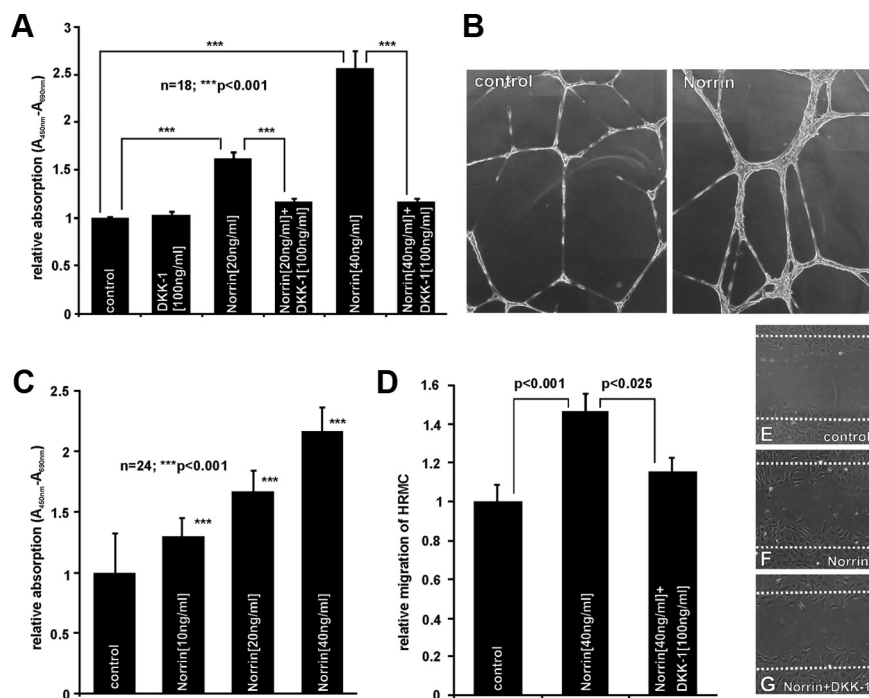 A
relative absorption (A460nm-A690nm)
3
2.5
2
1.5
1
0.5
0
***
***
n=18; ***p<0.001
***
***
control
DKK-1
[100ng/ml]
Norrin[20ng/ml]
Norrin[20ng/ml]+
DKK-1[100ng/ml]
Norrin[40ng/ml]
Norrin[40ng/ml]+
DKK-1[100ng/ml]
B
control
Norrin
C
relative absorption (A460nm-A690nm)
2.5
2
1.5
1
0.5
0
n=24; ***p<0.001
***
***
***
control
Norrin[10ng/ml]
Norrin[20ng/ml]
Norrin[40ng/ml]
D
relative migration of HRMC
1.6
1.4
1.2
1
0.8
0.6
0.4
0.2
0
p<0.001
p<0.025
control
Norrin[40ng/ml]
Norrin[40ng/ml]+
DKK-1[100ng/ml]
E
control
F
Norrin
G
Norrin+DKK-1